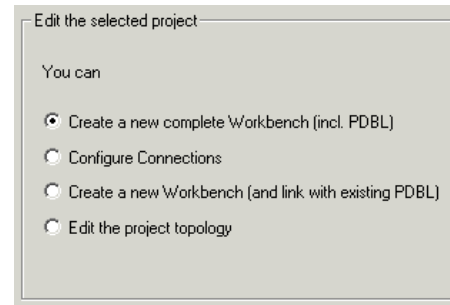 Edit the selected project
You can
Create a new complete Workbench (incl. PDBL)
Configure Connections
Create a new Workbench (and link with existing PDBL)
Edit the project topology